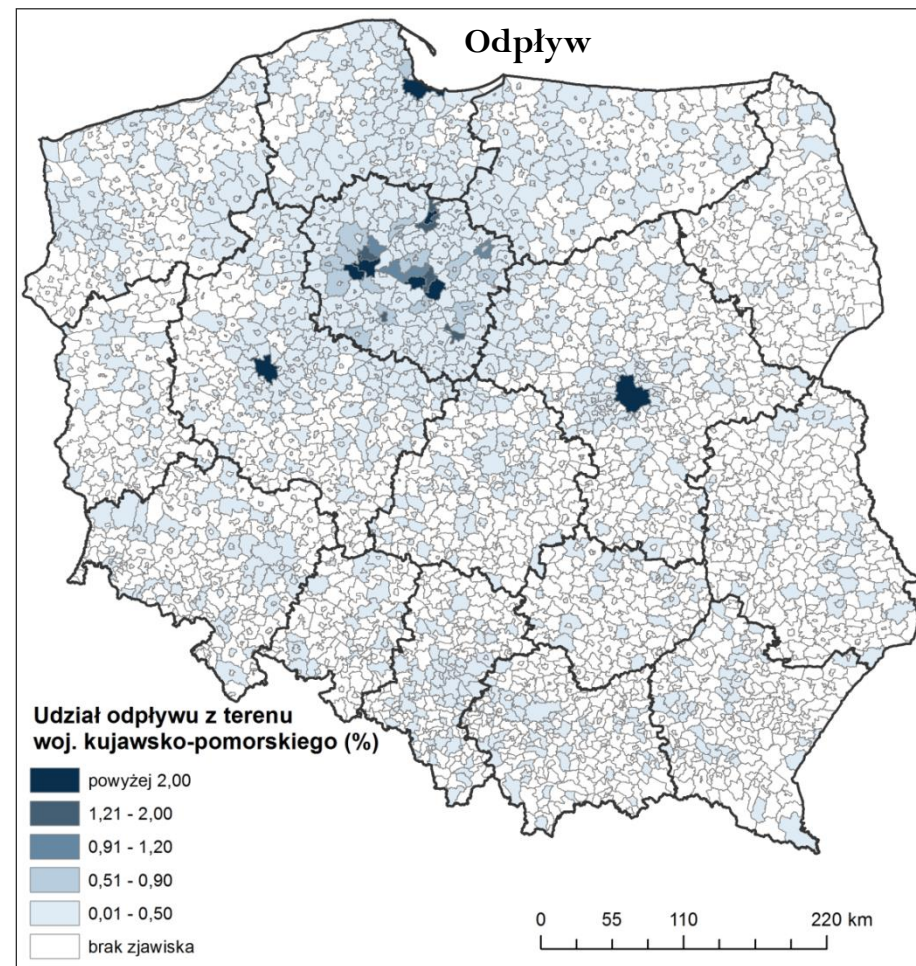 Odpływ
Udział odpływu z terenu
woj. kujawsko-pomorskiego (%)
powyżej 2,00
1,21 - 2,00
0,91 - 1,20
0,51 - 0,90
0,01 - 0,50
brak zjawiska
0 55 110 220 km